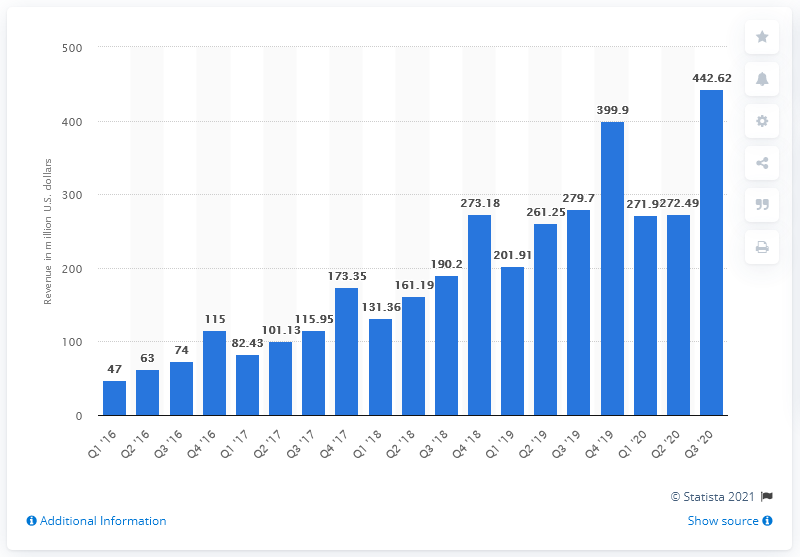 500
400
300
200
100
0
Revenue in million U.S. dollars
47
63
74
115
82.43
101.13
115.95
173.35
131.36
161.19
190.2
273.18
201.91
261.25
279.7
399.9
271.9
272.49
442.62
Q1 '16
Q2 '16
Q3 '16
Q4 '16
Q1 '17
Q2 '17
Q3 '17
Q4 '17
Q1 '18
Q2 '18
Q3 '18
Q4 '18
Q1 '19
Q2 '19
Q3 '19
Q4 '19
Q1 '20
Q2 '20
Q3 '20
© Statista 2021
Additional Information
Show source